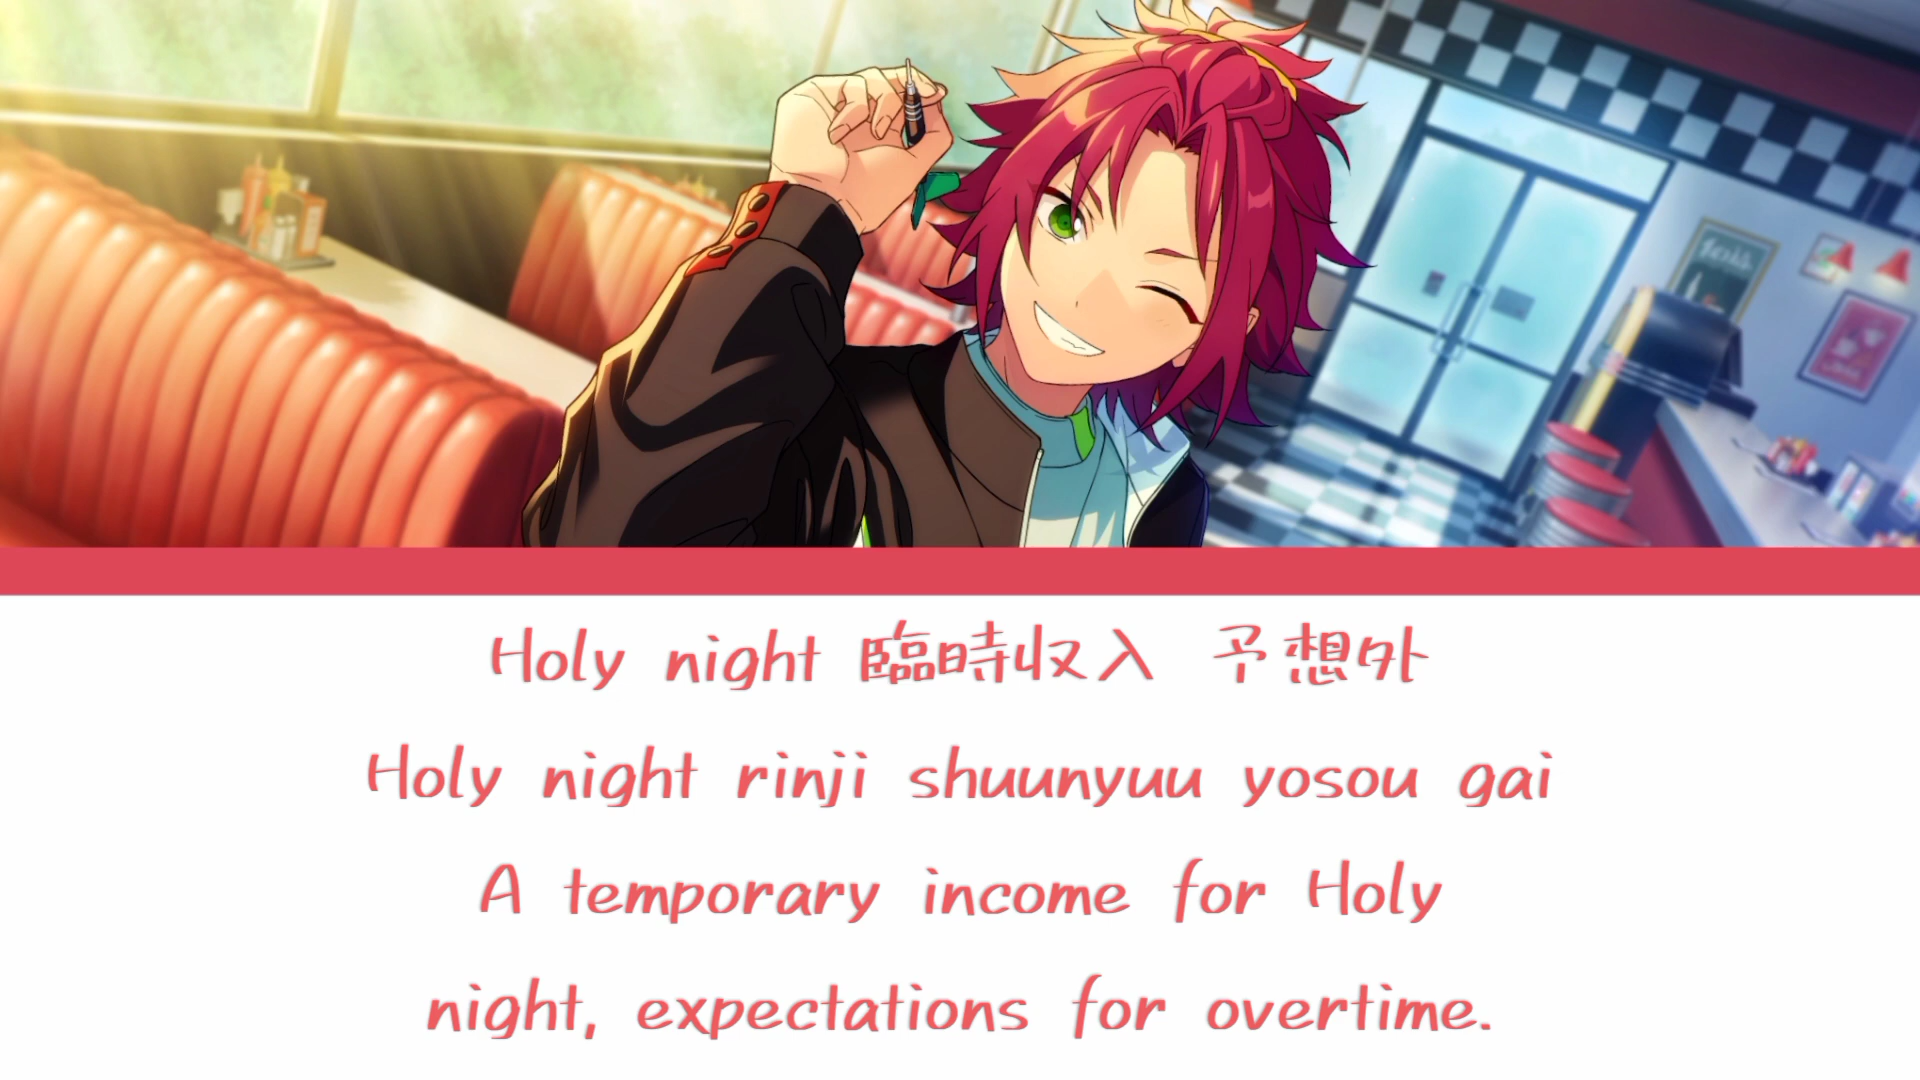 Holy night 臨時収入 予想外
Holy night rinji shuunyuu yosou gai
A temporary income for Holy
night, expectations for overtime.